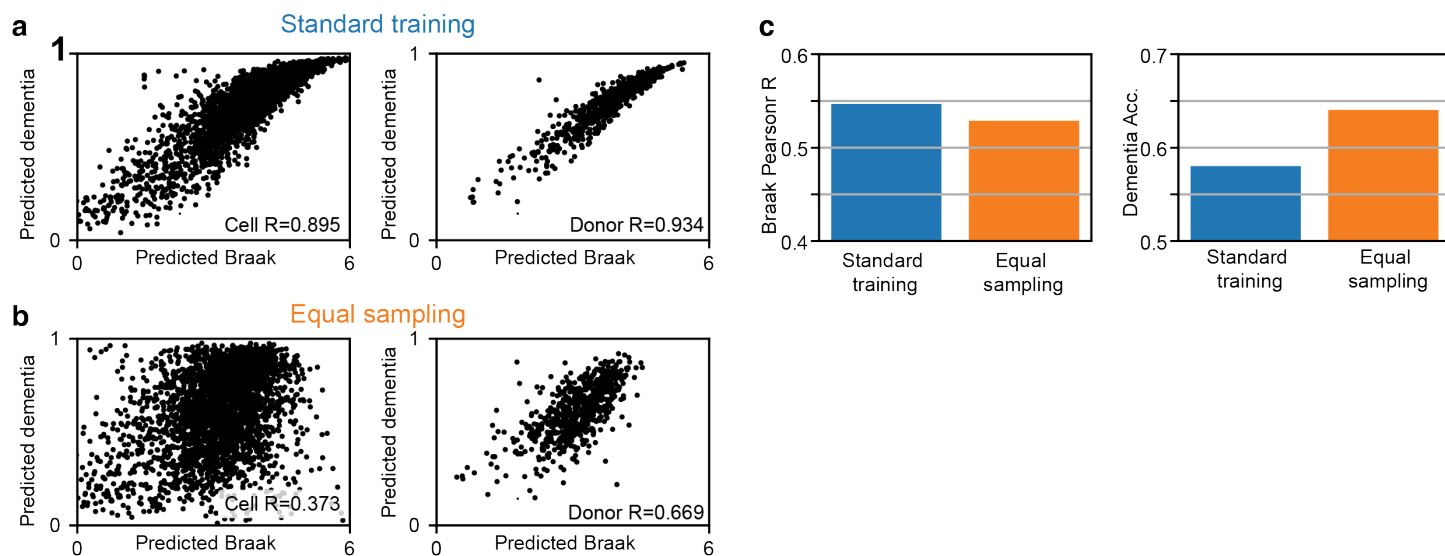 a
Standard training
1
Predicted dementia
0
Cell R=0.895
0
Predicted Braak
6
1
Predicted dementia
0
Donor R=0.934
0
Predicted Braak
6
b
Equal sampling
1
Predicted dementia
0
Cell R=0.373
0
Predicted Braak
6
1
Predicted dementia
0
Donor R=0.669
0
Predicted Braak
6
c
0.6
Braak Pearsonr R
0.5
0.4
Standard
training
Equal
sampling
0.7
Dementia Acc.
0.6
0.5
Standard
training
Equal
sampling